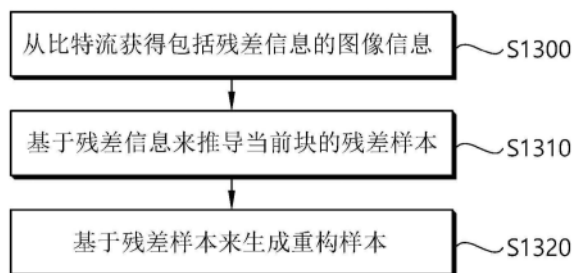 从比特流获得包括残差信息的图像信息
S1300
基于残差信息来推导当前块的残差样本
S1310
基于残差样本来生成重构样本
S1320